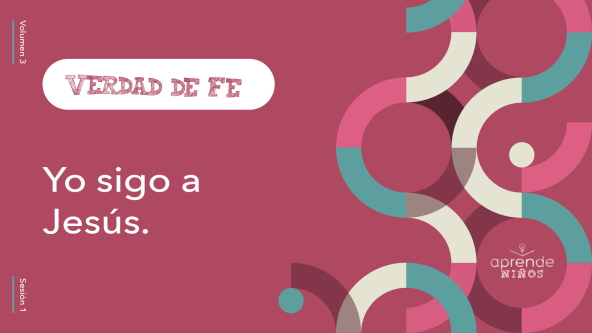 Volumen 3
VERDAD DE FE
Yo sigo a
Jesús.
Sesión 1
aprende
NIÑOS